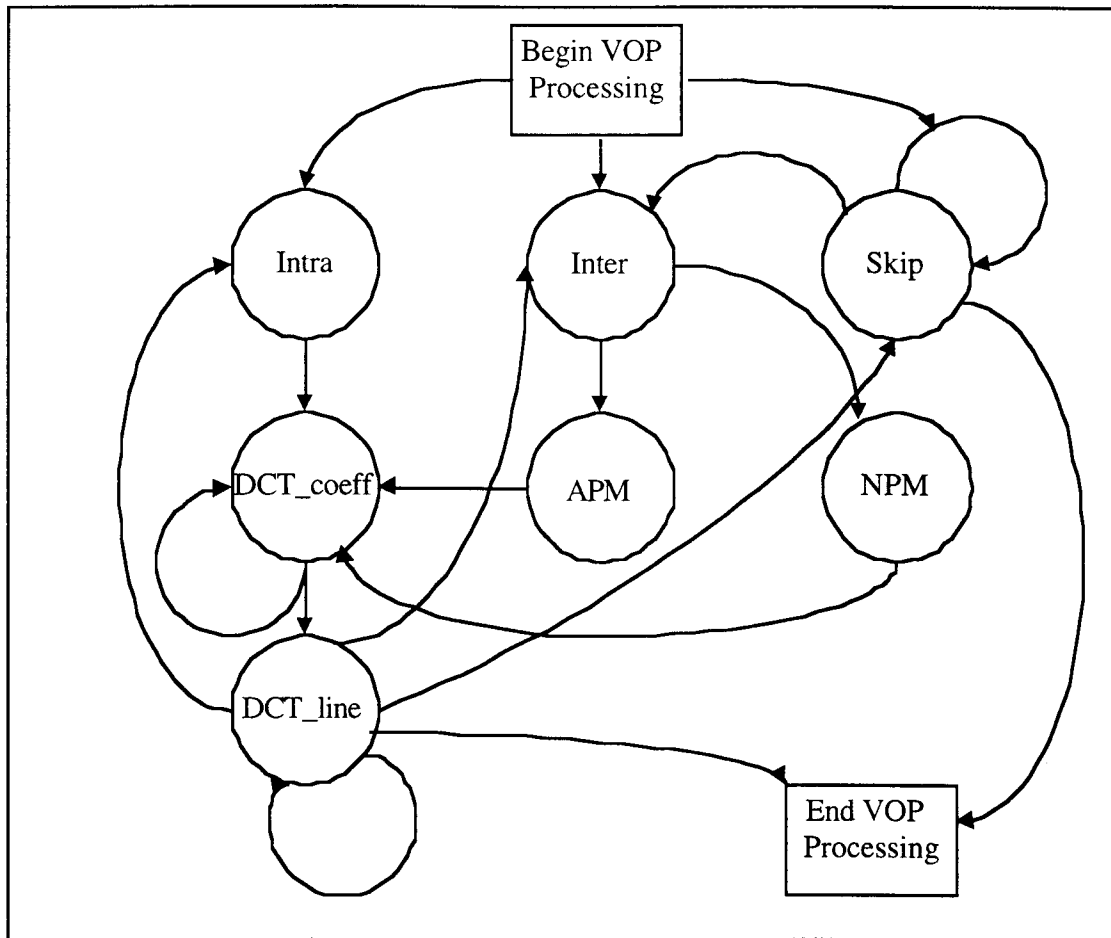 Begin VOP
Processing
Intra
Inter
Skip
DCT_coeff
APM
NPM
DCT_line
End VOP
Processing